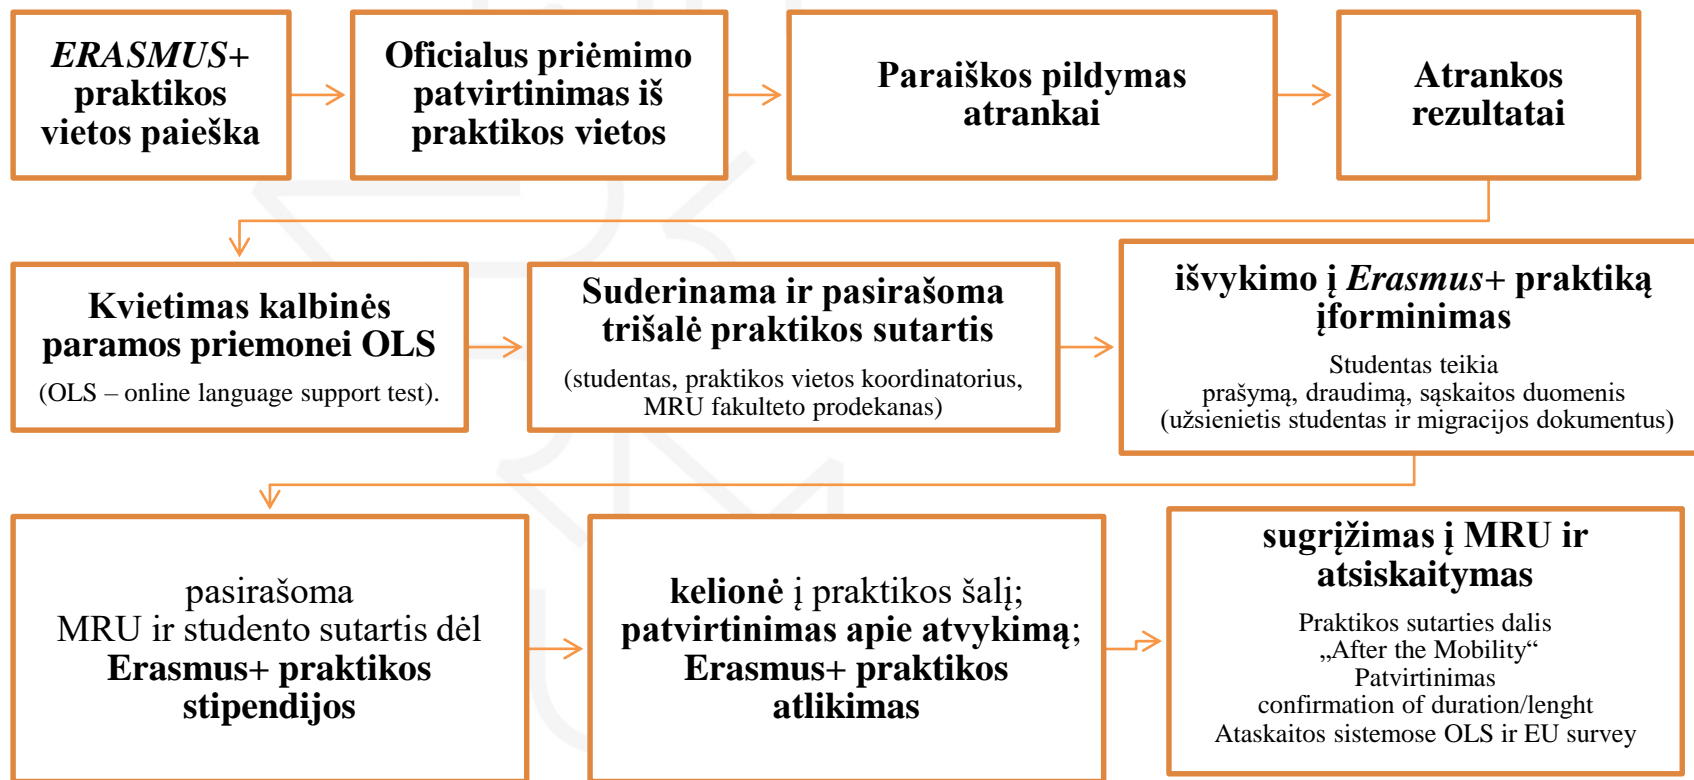 ERASMUS+
praktikos
vietos paieška
Oficialus priėmimo
patvirtinimas iš
praktikos vietos
Paraiškos pildymas
atrankai
Atrankos
rezultatai
Kvietimas kalbinės
paramos priemonei OLS
(OLS – online language support test).
Suderinama ir pasirašoma
trišalė praktikos sutartis
(studentas, praktikos vietos koordinatorius,
MRU fakulteto prodekanas)
išvykimo į Erasmus+ praktiką
įforminimas
Studentas teikia
prašymą, draudimą, sąskaitos duomenis
(užsienietis studentas ir migracijos dokumentus)
pasirašoma
MRU ir studento sutartis dėl
Erasmus+ praktikos
stipendijos
kelionė į praktikos šalį;
patvirtinimas apie atvykimą;
Erasmus+ praktikos
atlikimas
sugrįžimas į MRU ir
atsiskaitymas
Praktikos sutarties dalis
„After the Mobility“
Patvirtinimas
confirmation of duration/lenght
Ataskaitos sistemose OLS ir EU survey